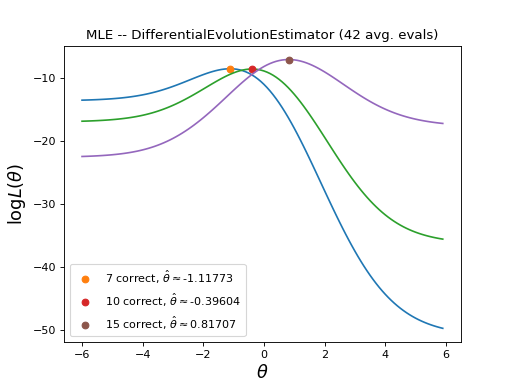 MLE -- DifferentialEvolutionEstimator (42 avg. evals)
logL(θ)
−10
−20
−30
−40
−50
7 correct, θ̂ ≈ -1.11773
10 correct, θ̂ ≈ -0.39604
15 correct, θ̂ ≈ 0.81707
−6 −4 −2 0 2 4 6
θ